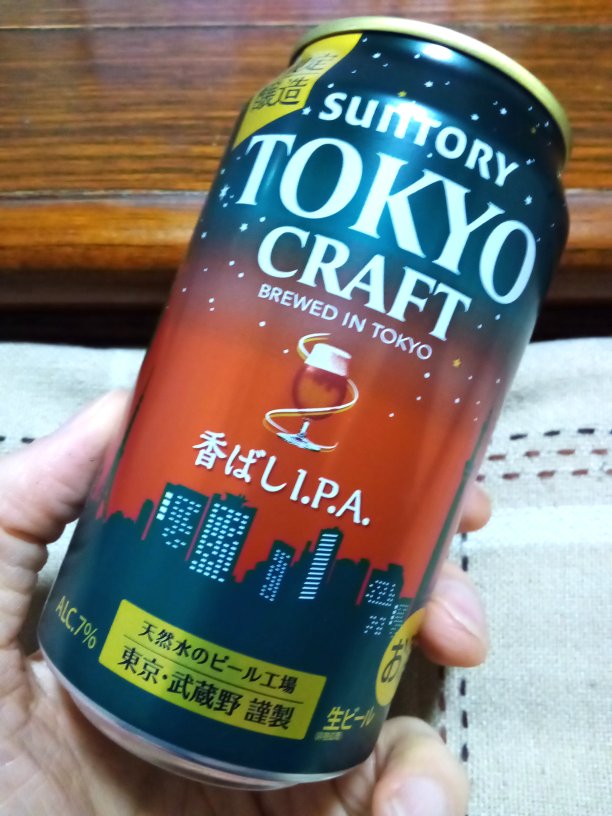 限定
醸造
SUNTORY
TOKYO
CRAFT
BREWED IN TOKYO
香ばしI.P.A.
ALC.7%
天然水のビール工場
東京・武蔵野 謹製
生ビール
お